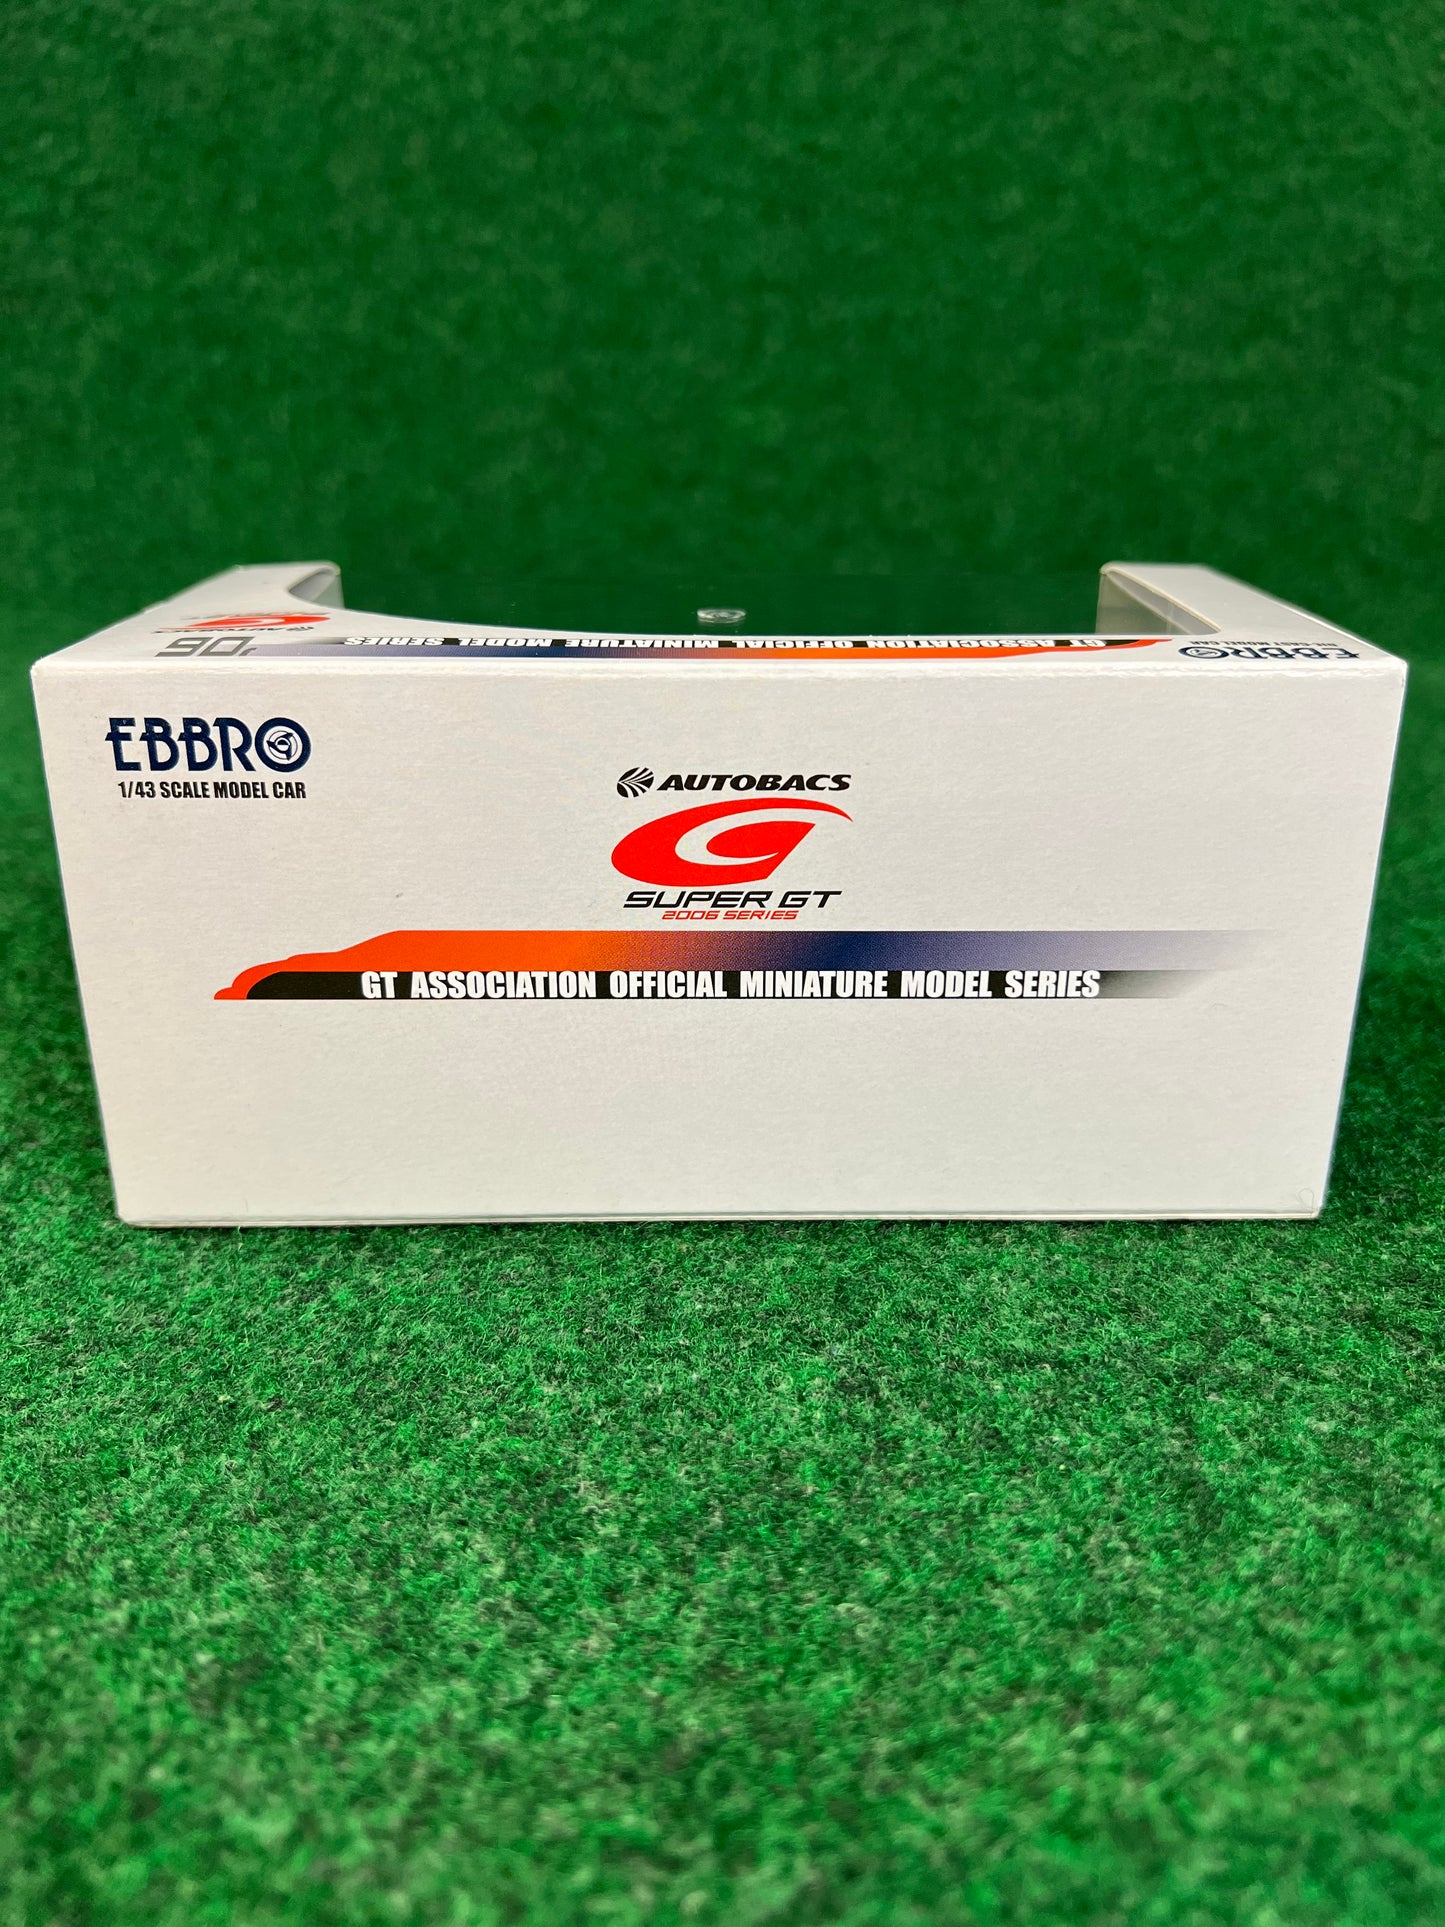 '06
GT ASSOCIATION OFFICIAL MINIATURE MODEL SERIES
EBBRO
EBBRO
1/43 SCALE MODEL CAR
AUTOBACS
SUPER GT
2006 SERIES
GT ASSOCIATION OFFICIAL MINIATURE MODEL SERIES